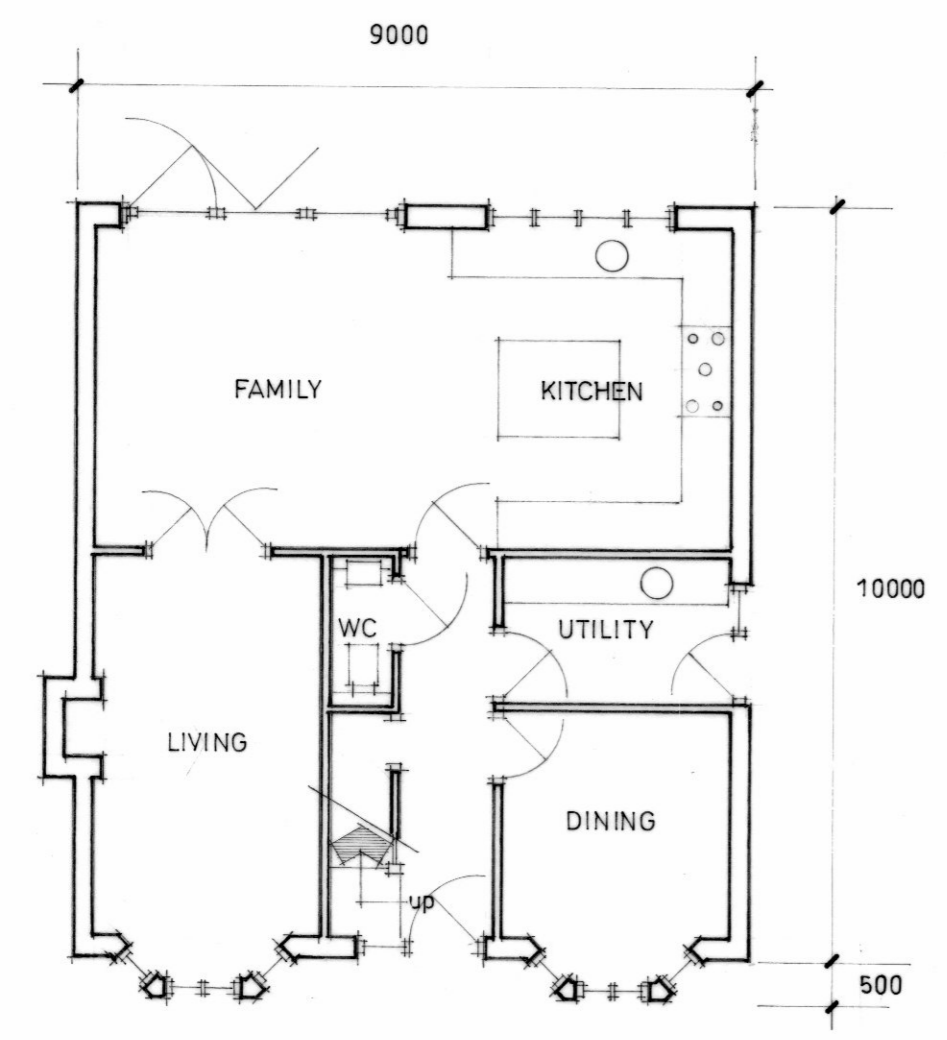 9000
FAMILY
KITCHEN
10000
WC
UTILITY
LIVING
DINING
up
500